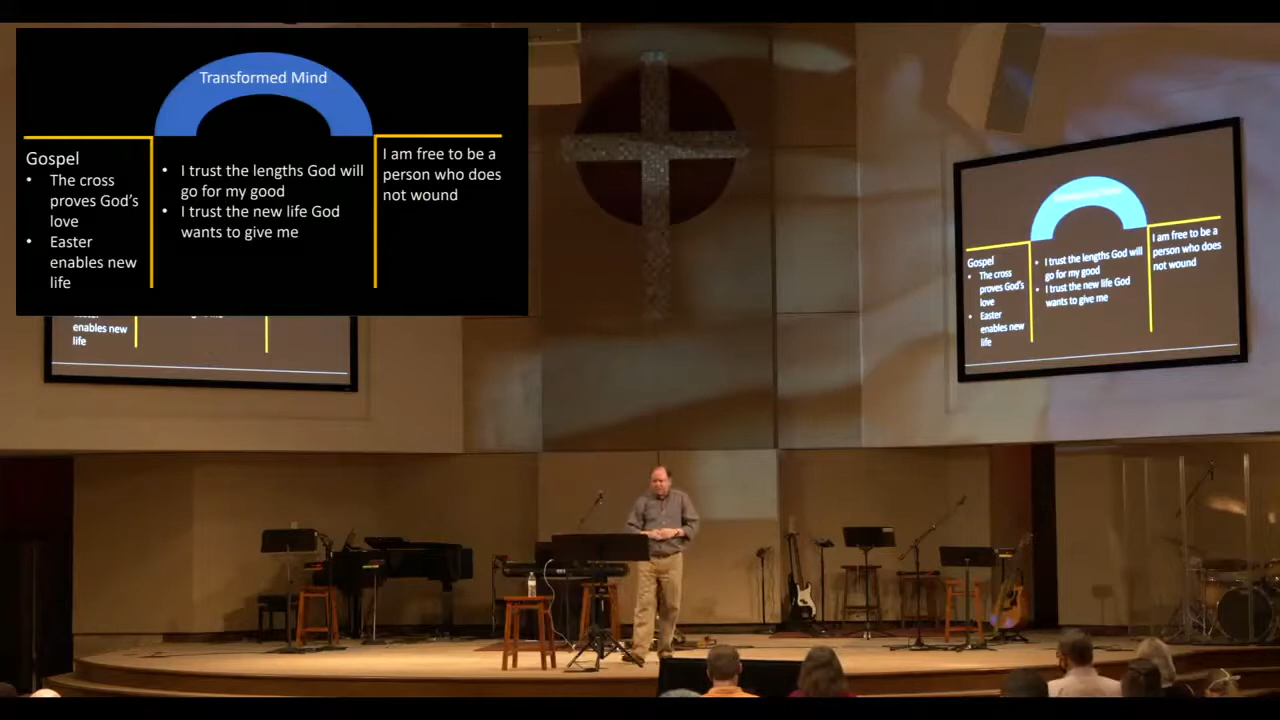 Transformed Mind
Gospel
• The cross
proves God's
love
• Easter
enables new
life
• I trust the lengths God will
go for my good
• I trust the new life God
wants to give me
I am free to be a
person who does
not wound
enables new
life
Gospel
• The cross
proves God's
love
• Easter
enables new
life
• I trust the lengths God will
go for my good
• I trust the new life God
wants to give me
I am free to be a
person who does
not wound